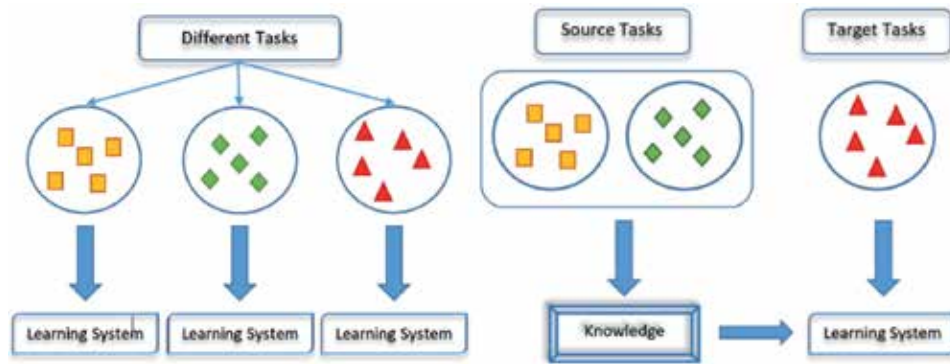 Different Tasks
Source Tasks
Target Tasks
Learning System
Learning System
Learning System
Knowledge
Learning System